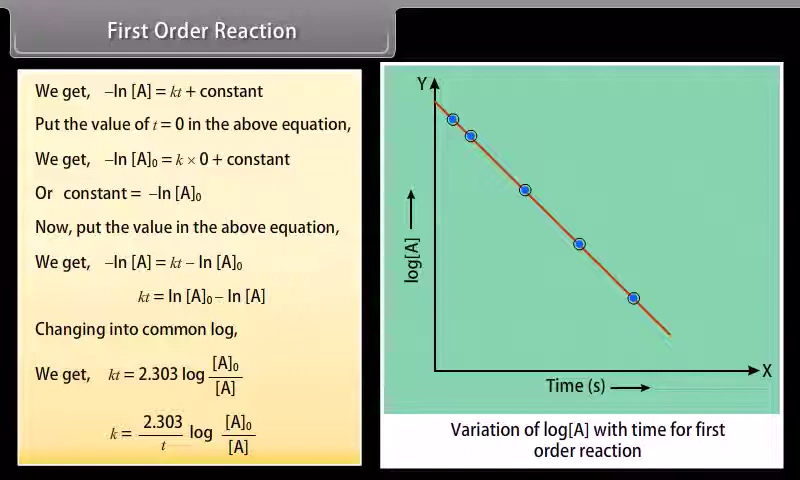 First Order Reaction
We get, –ln [A] = kt + constant
Put the value of t = 0 in the above equation,
We get, –ln [A]₀ = k × 0 + constant
Or constant = –ln [A]₀
Now, put the value in the above equation,
We get, –ln [A] = kt – ln [A]₀
kt = ln [A]₀ – ln [A]
Changing into common log,
We get, kt = 2.303 log [A]₀/[A]
k = 2.303/t log [A]₀/[A]
Y
log[A]
X
Time (s)
Variation of log[A] with time for first
order reaction